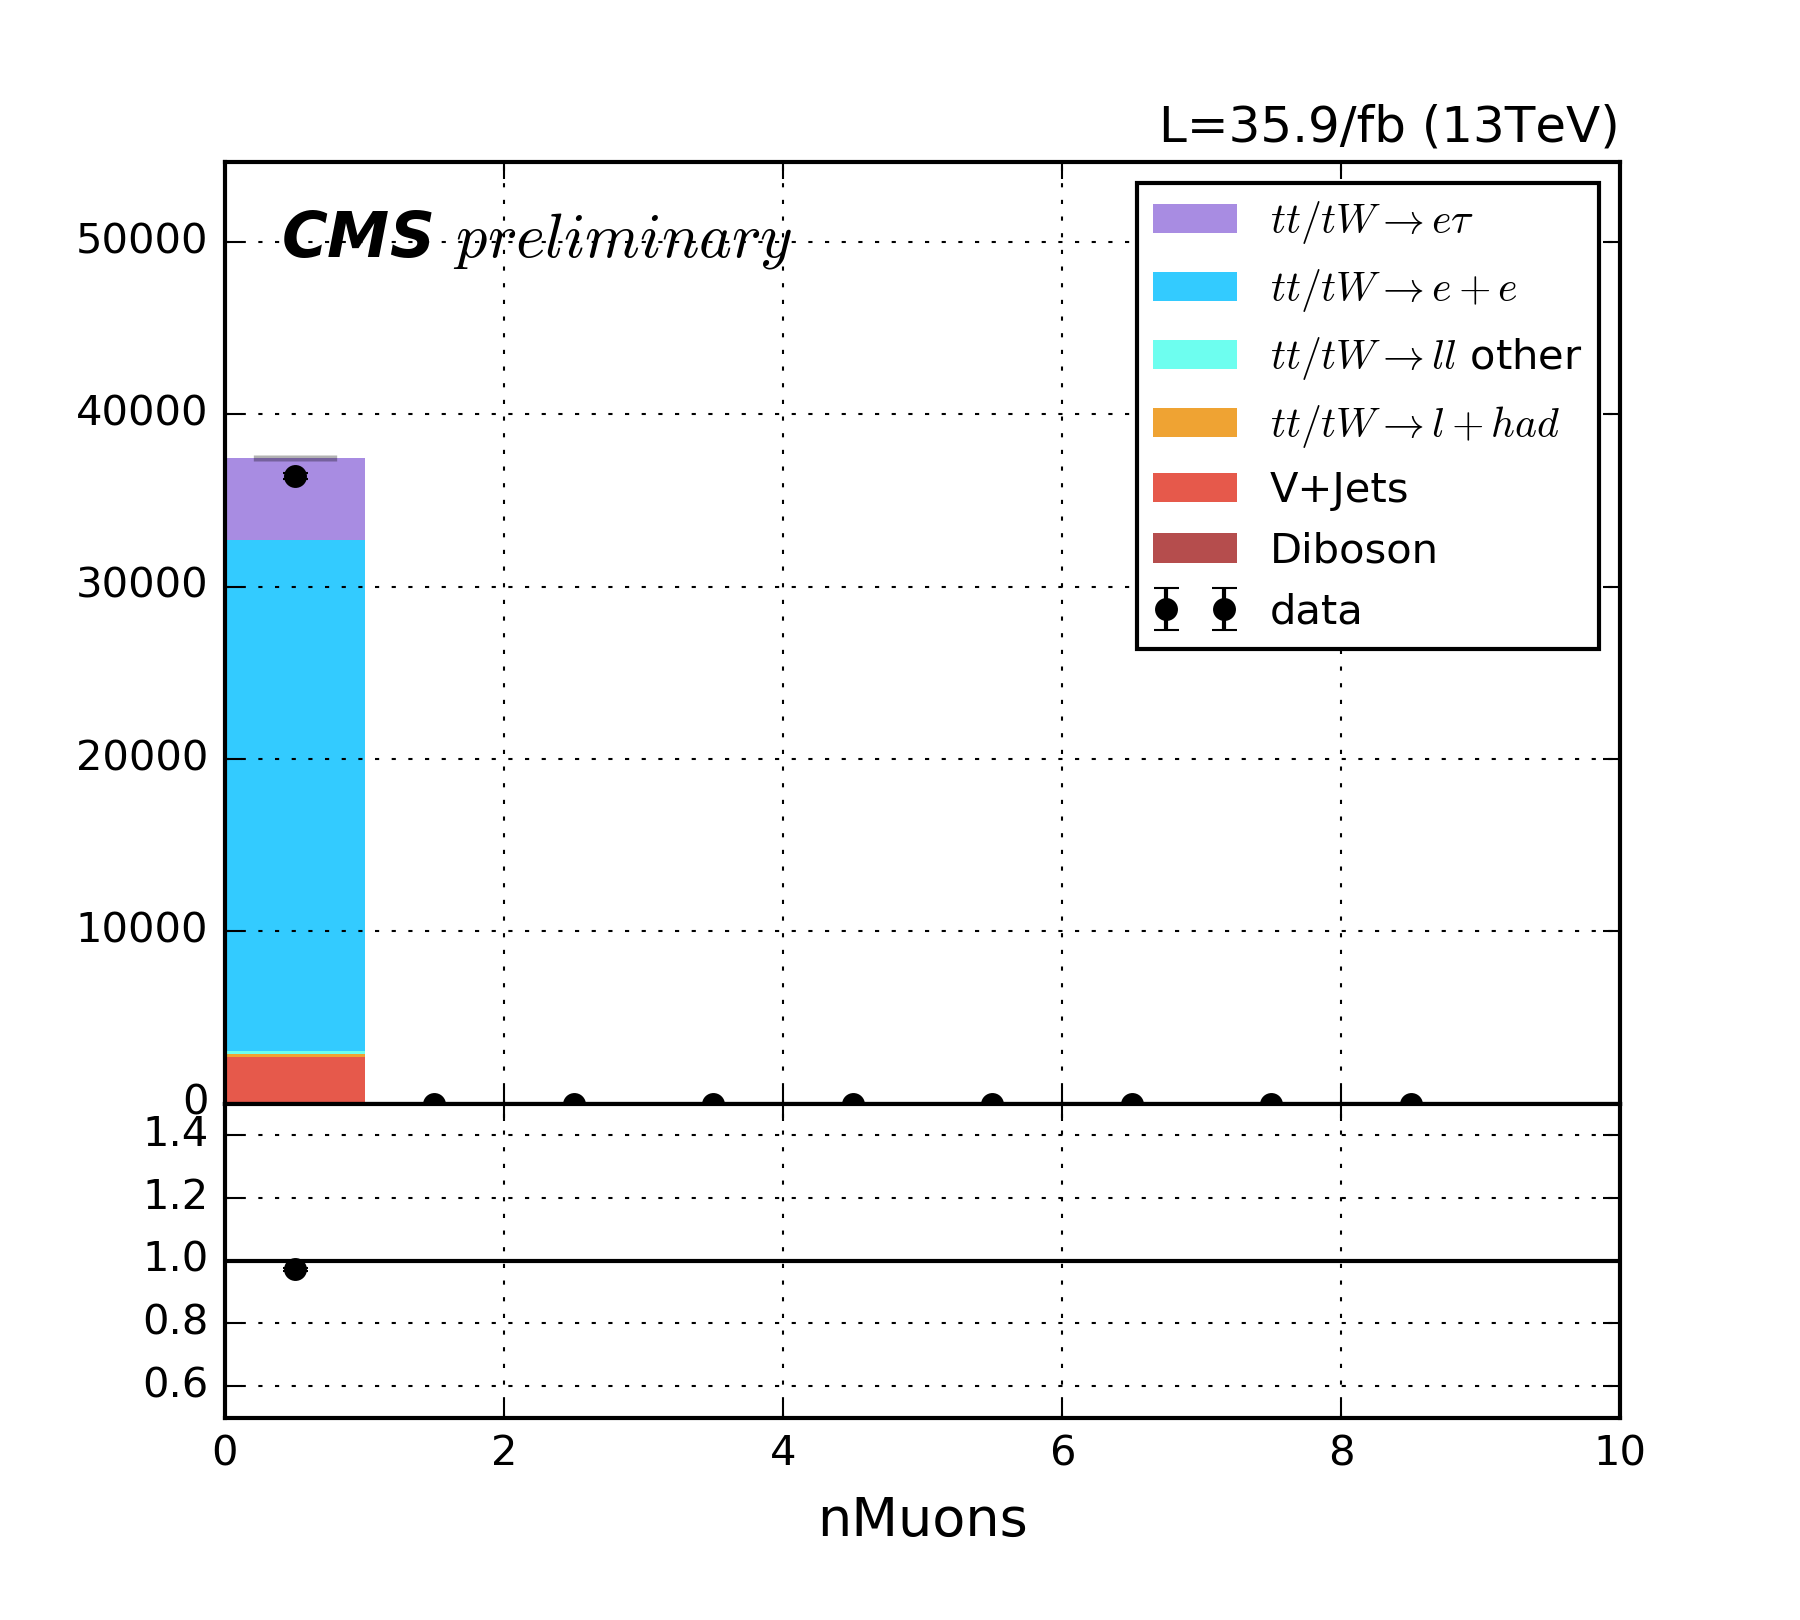 L=35.9/fb (13TeV)
CMS preliminary
50000
40000
30000
20000
10000
0
tt/tW → eτ
tt/tW → e + e
tt/tW → ll other
tt/tW → l + had
V+Jets
Diboson
data
1.4
1.2
1.0
0.8
0.6
0 2 4 6 8 10
nMuons